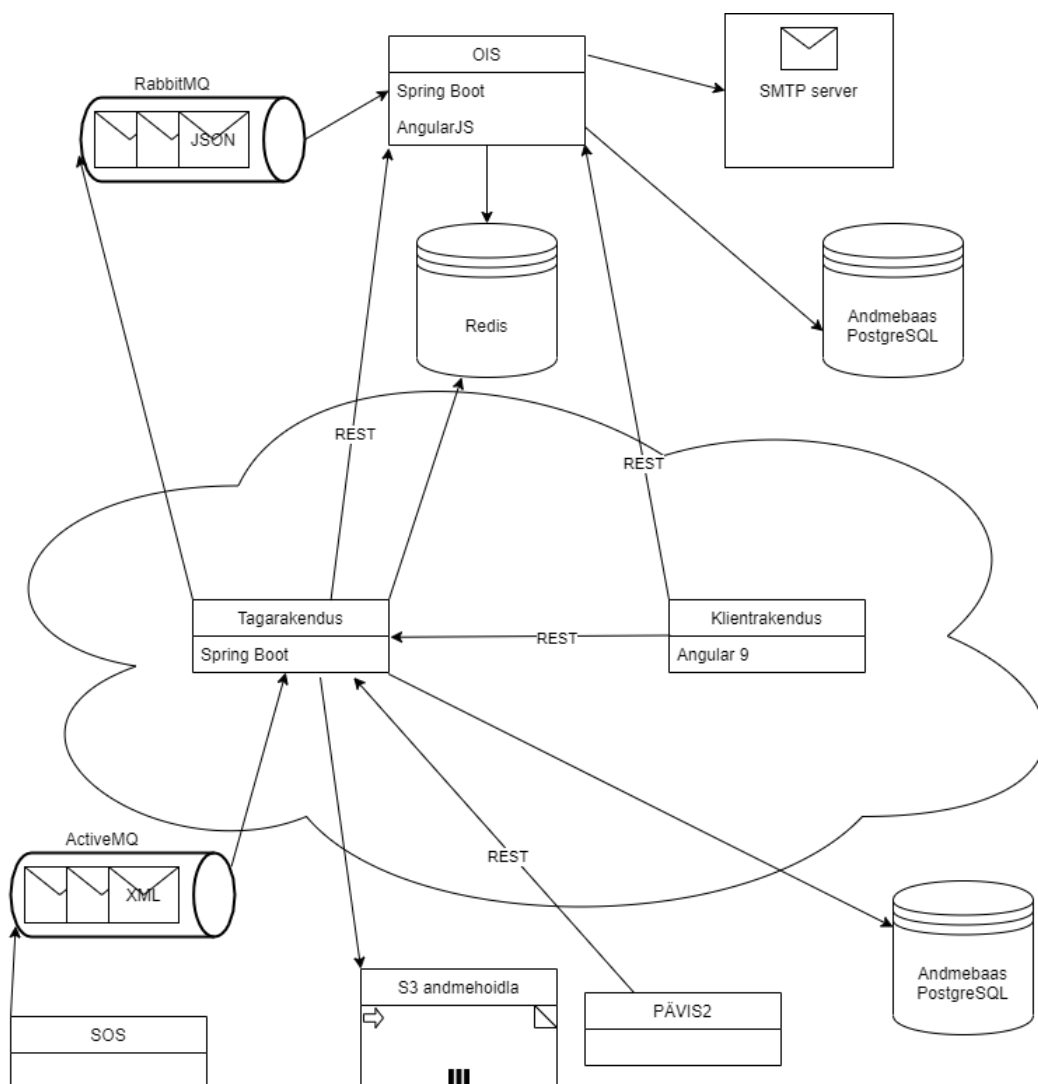 OIS
Spring Boot
AngularJS
SMTP server
RabbitMQ
JSON
Redis
Andmebaas
PostgreSQL
REST
REST
Tagarakendus
Spring Boot
REST
Klientrakendus
Angular 9
ActiveMQ
XML
REST
SOS
S3 andmehoidla
PÄVIS2
Andmebaas
PostgreSQL